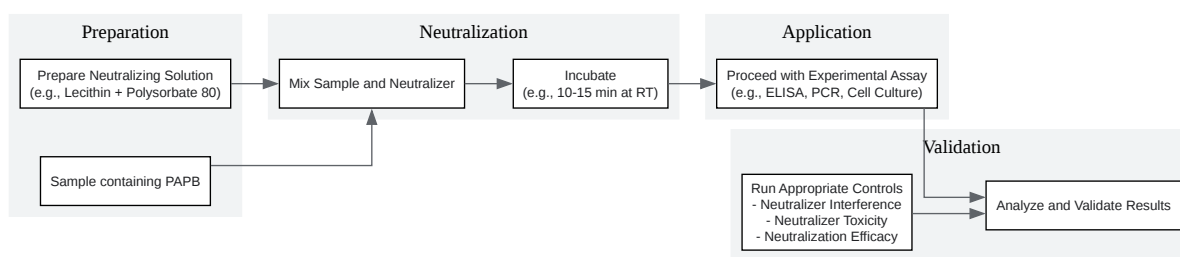 Preparation
Prepare Neutralizing Solution
(e.g., Lecithin + Polysorbate 80)
Sample containing PAPB
Neutralization
Mix Sample and Neutralizer
Incubate
(e.g., 10-15 min at RT)
Application
Proceed with Experimental Assay
(e.g., ELISA, PCR, Cell Culture)
Validation
Run Appropriate Controls
- Neutralizer Interference
- Neutralizer Toxicity
- Neutralization Efficacy
Analyze and Validate Results